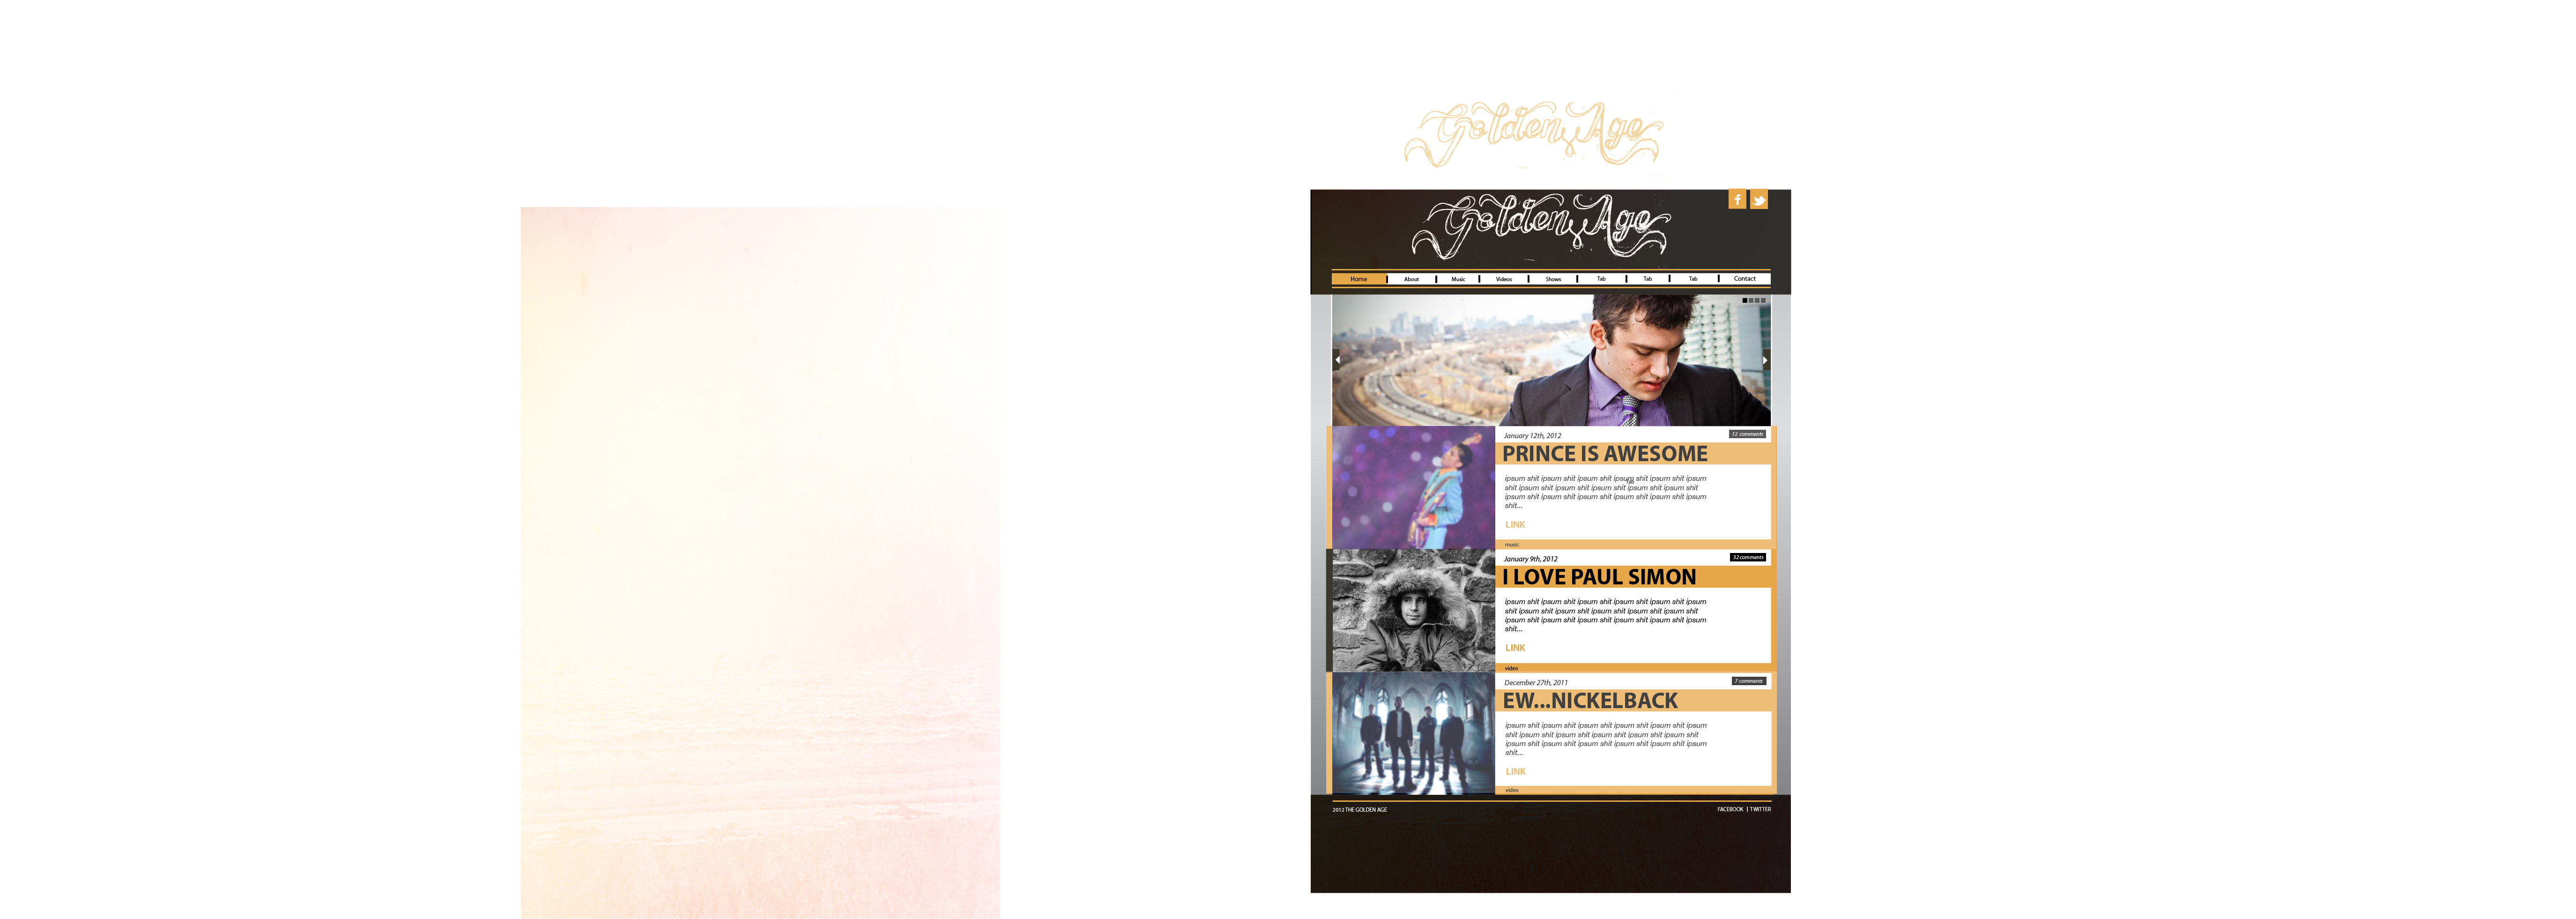 Golden Age
Golden Age
f
Home About Music Videos Shows Tab Tab Tab Contact
January 12th, 2012 12 comments
PRINCE IS AWESOME
ipsum shit ipsum shit ipsum shit ipsum shit ipsum shit ipsum
shit ipsum shit ipsum shit ipsum shit ipsum shit ipsum shit
ipsum shit ipsum shit ipsum shit ipsum shit ipsum shit ipsum
shit...
LINK
music
January 9th, 2012 32 comments
I LOVE PAUL SIMON
ipsum shit ipsum shit ipsum shit ipsum shit ipsum shit ipsum
shit ipsum shit ipsum shit ipsum shit ipsum shit ipsum shit
ipsum shit ipsum shit ipsum shit ipsum shit ipsum shit ipsum
shit...
LINK
video
December 27th, 2011 7 comments
EW...NICKELBACK
ipsum shit ipsum shit ipsum shit ipsum shit ipsum shit ipsum
shit ipsum shit ipsum shit ipsum shit ipsum shit ipsum shit
ipsum shit ipsum shit ipsum shit ipsum shit ipsum shit ipsum
shit...
LINK
video
2012 THE GOLDEN AGE FACEBOOK | TWITTER